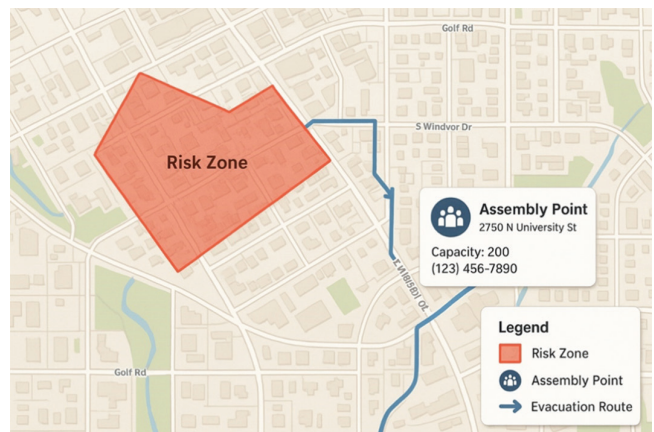 Golf Rd
S Windvor Dr
Risk Zone
Assembly Point
2750 N University St
Capacity: 200
(123) 456-7890
Legend
Risk Zone
Assembly Point
Evacuation Route
Golf Rd